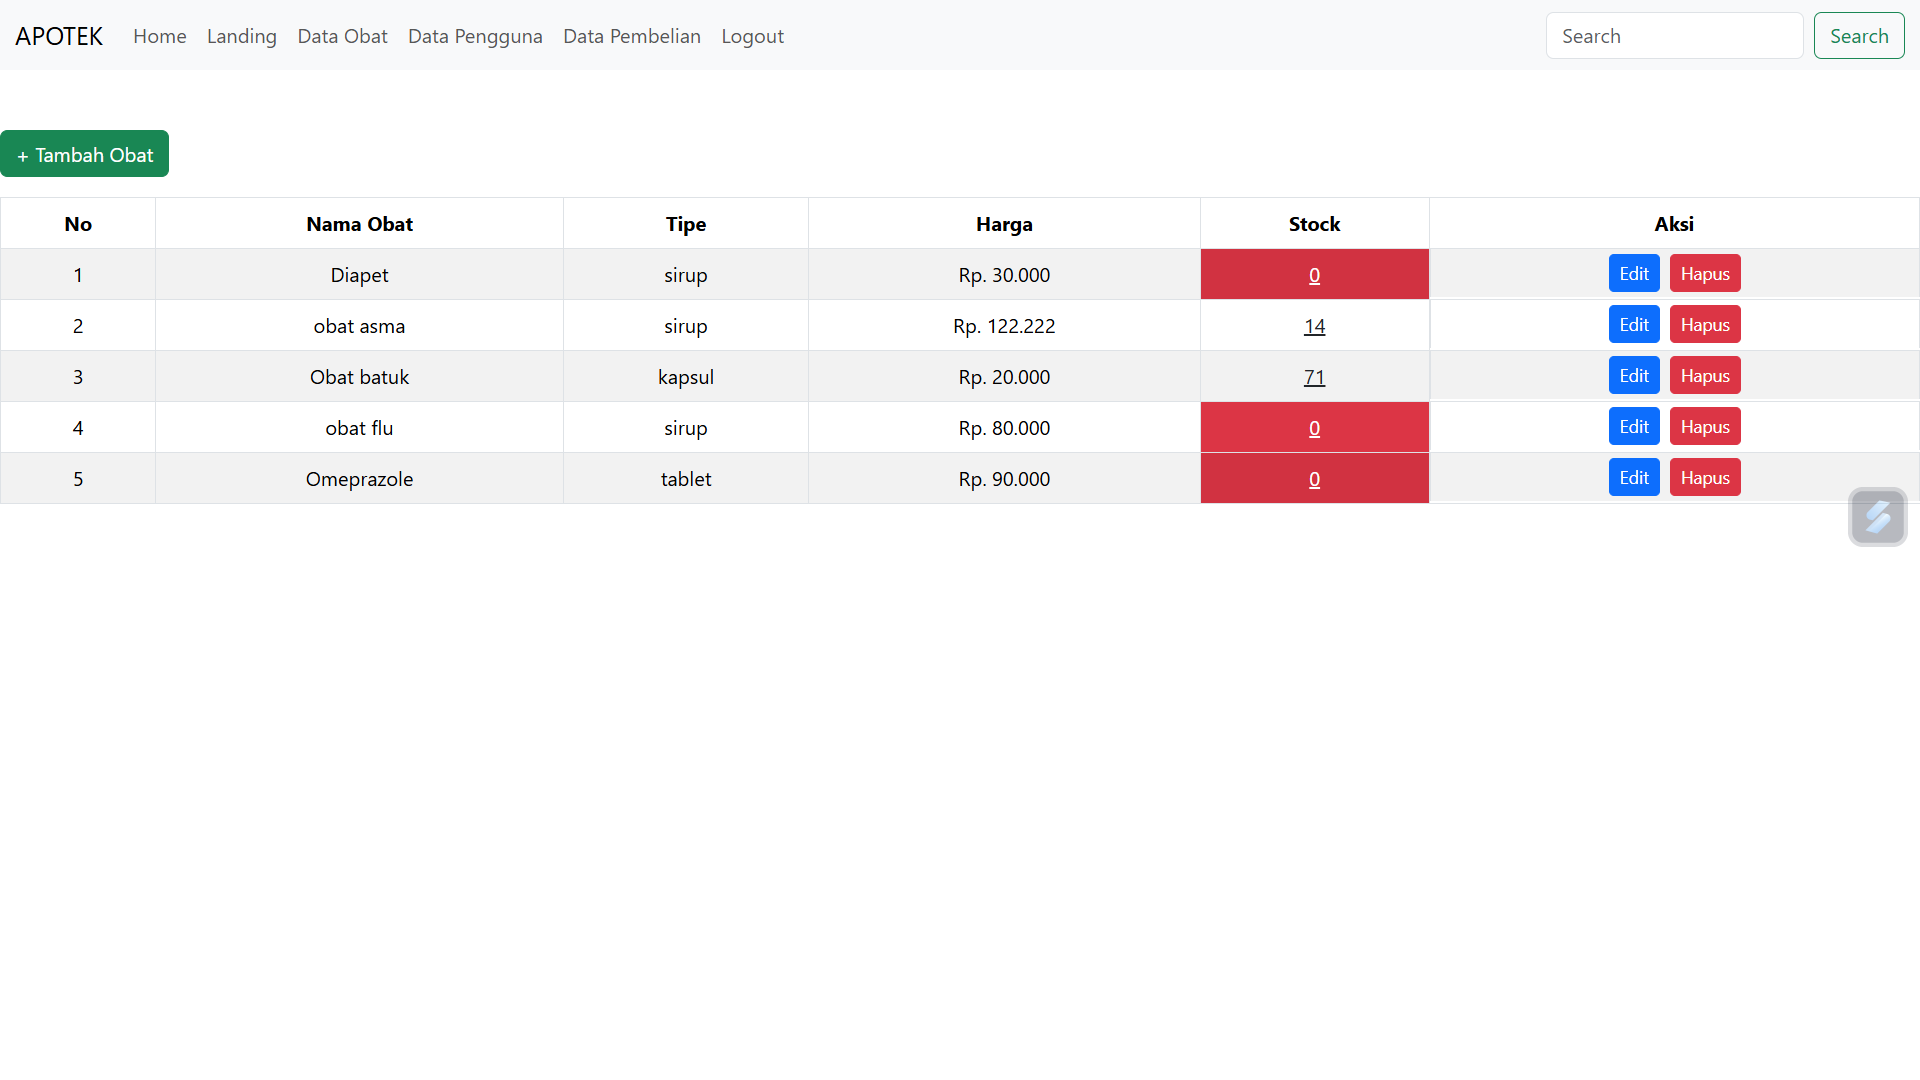 APOTEK Home Landing Data Obat Data Pengguna Data Pembelian Logout Search Search
+ Tambah Obat
No Nama Obat Tipe Harga Stock Aksi
1 Diapet sirup Rp. 30.000 0 Edit Hapus
2 obat asma sirup Rp. 122.222 14 Edit Hapus
3 Obat batuk kapsul Rp. 20.000 71 Edit Hapus
4 obat flu sirup Rp. 80.000 0 Edit Hapus
5 Omeprazole tablet Rp. 90.000 0 Edit Hapus